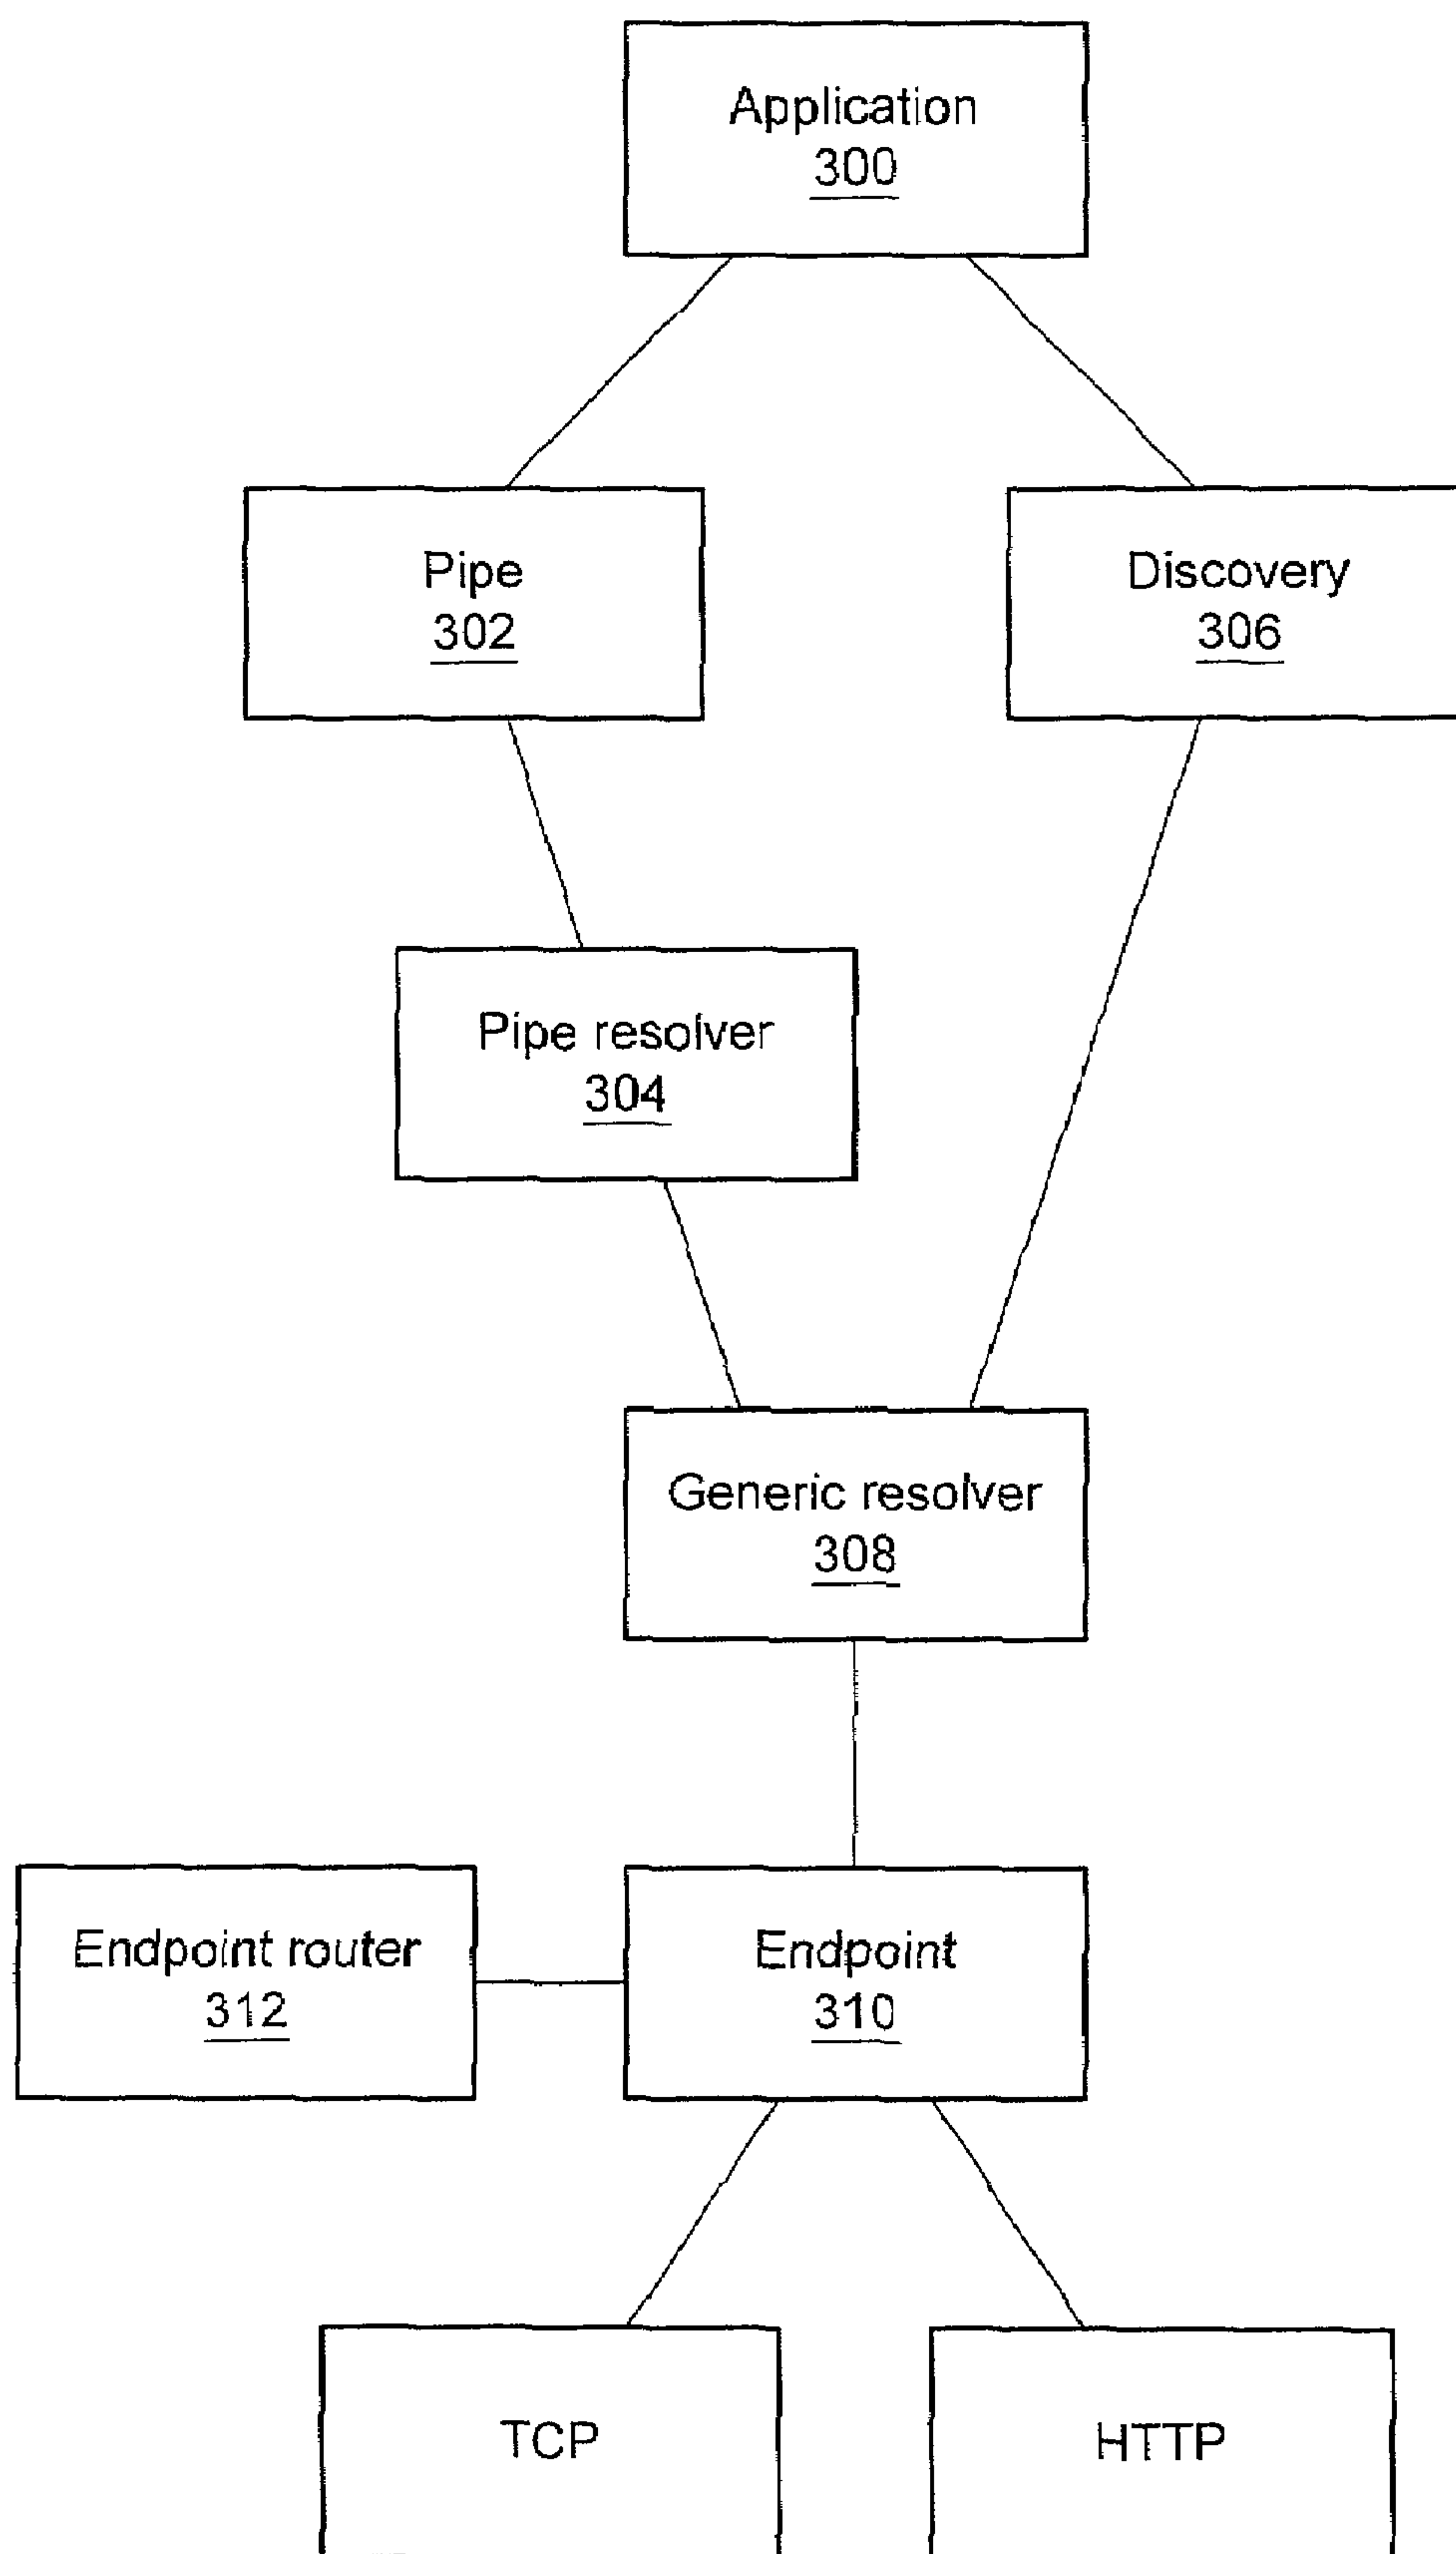 Application
300
Pipe
302
Discovery
306
Pipe resolver
304
Generic resolver
308
Endpoint router
312
Endpoint
310
TCP
HTTP